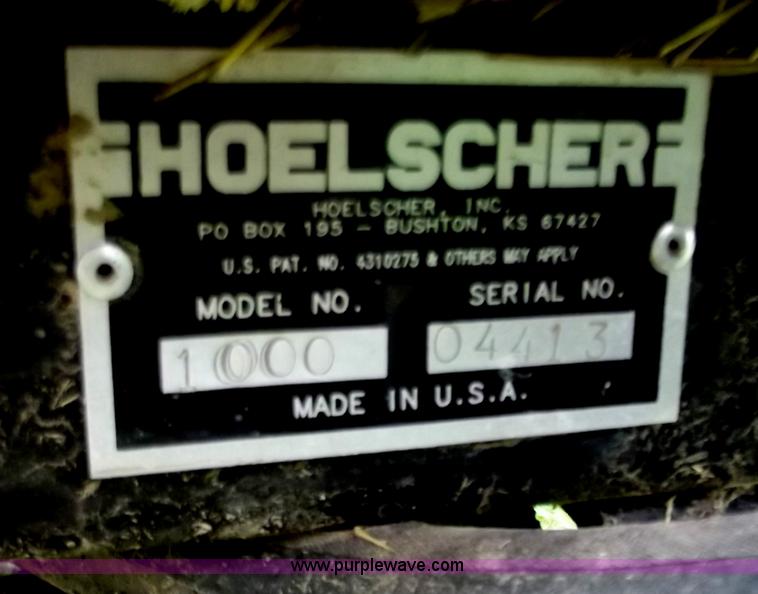 HOELSCHER
HOELSCHER, INC.
PO BOX 195 – BUSHTON, KS 67427
U.S. PAT. NO. 4310275 & OTHERS MAY APPLY
MODEL NO. SERIAL NO.
1000 04413
MADE IN U.S.A.
www.purplewave.com